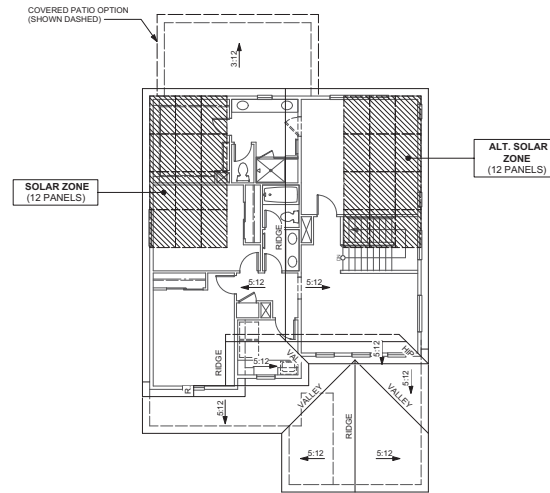 COVERED PATIO OPTION
(SHOWN DASHED)
3:12
ALT. SOLAR
ZONE
(12 PANELS)
SOLAR ZONE
(12 PANELS)
RIDGE
DN
5:12
5:12
RIDGE
VAL
5:12
HIP
5:12
5:12
R.
5:12
VALLEY
VALLEY
RIDGE
5:12
5:12